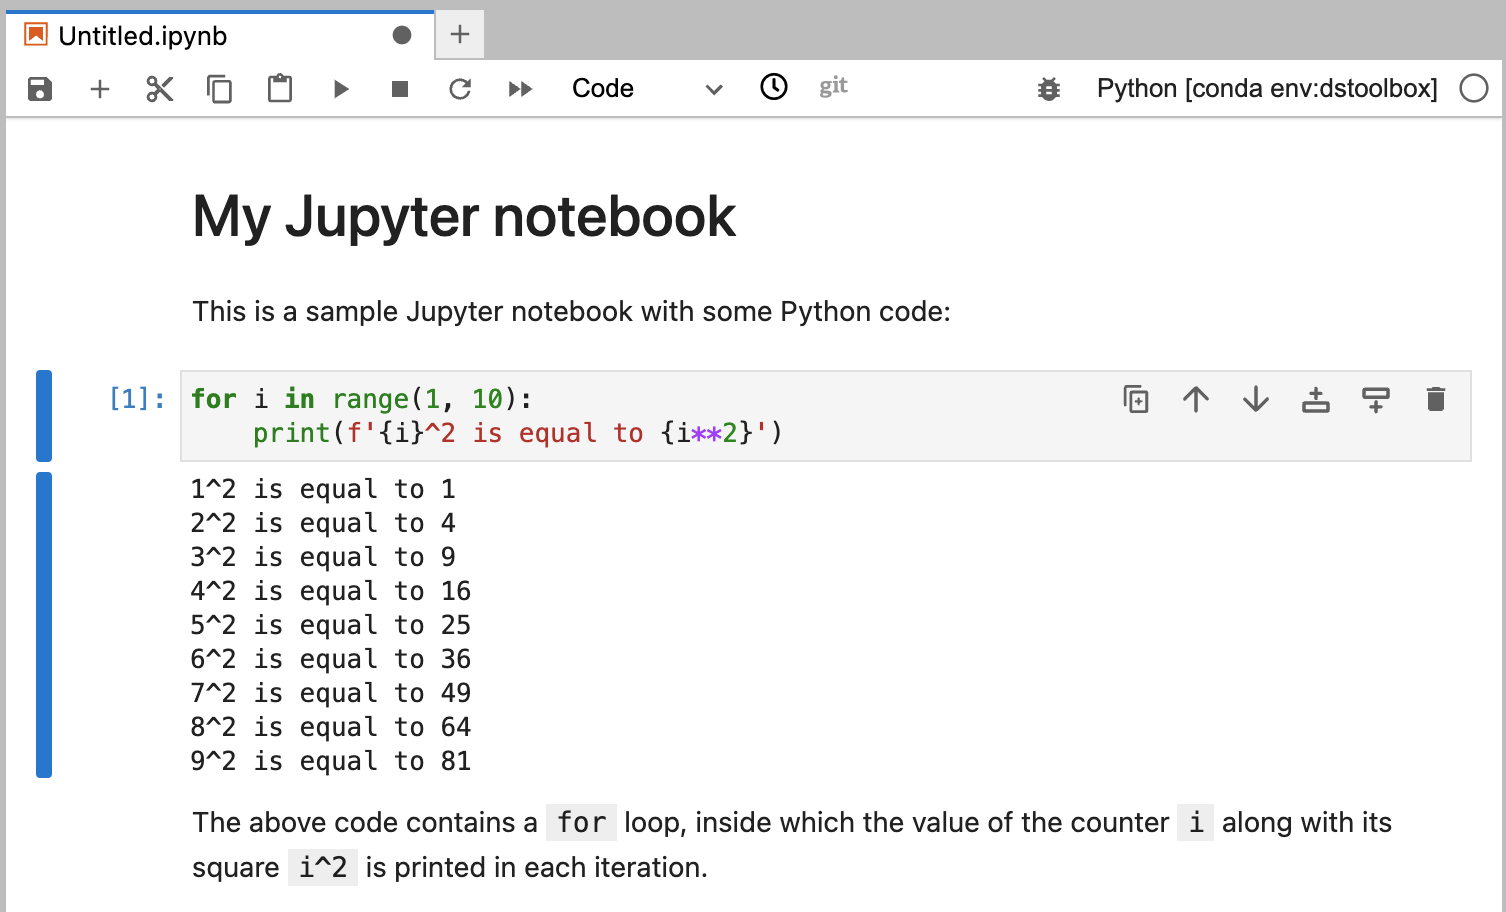 Untitled.ipynb
Code git Python [conda env:dstoolbox]
My Jupyter notebook
This is a sample Jupyter notebook with some Python code:
[1]: for i in range(1, 10):
    print(f'{i}^2 is equal to {i**2}')
1^2 is equal to 1
2^2 is equal to 4
3^2 is equal to 9
4^2 is equal to 16
5^2 is equal to 25
6^2 is equal to 36
7^2 is equal to 49
8^2 is equal to 64
9^2 is equal to 81
The above code contains a for loop, inside which the value of the counter i along with its
square i^2 is printed in each iteration.